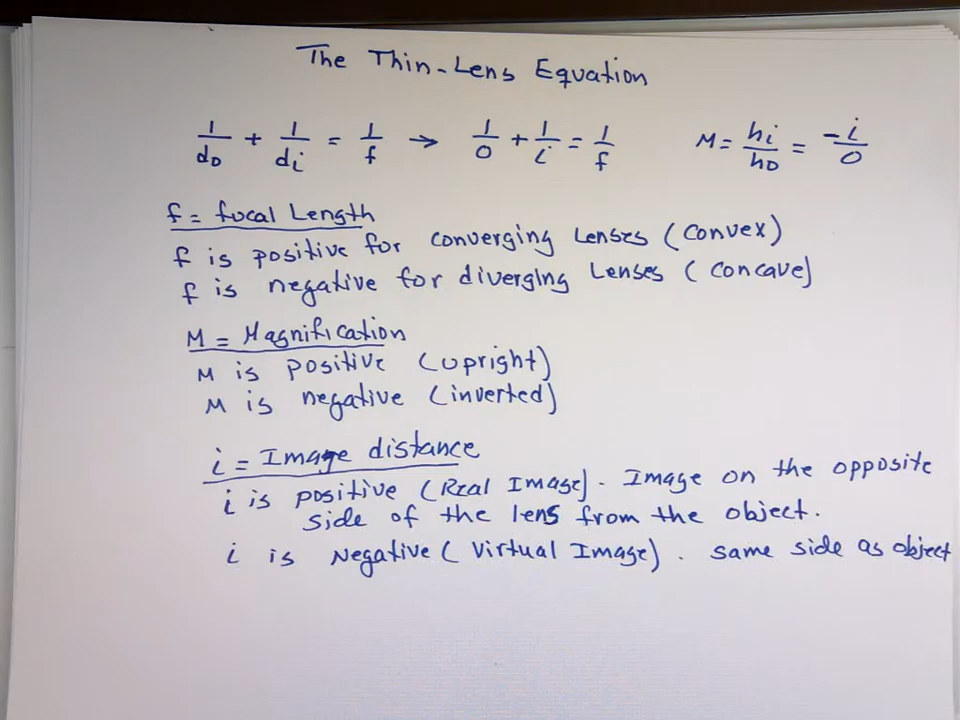 The Thin-Lens Equation
1/do + 1/di = 1/f → 1/o + 1/i = 1/f M = hi/ho = -i/o
f = focal Length
f is positive for converging Lenses (convex)
f is negative for diverging Lenses (concave)
M = Magnification
M is positive (upright)
M is negative (inverted)
i = Image distance
i is positive (Real Image). Image on the opposite
side of the lens from the object.
i is Negative (Virtual Image). same side as object